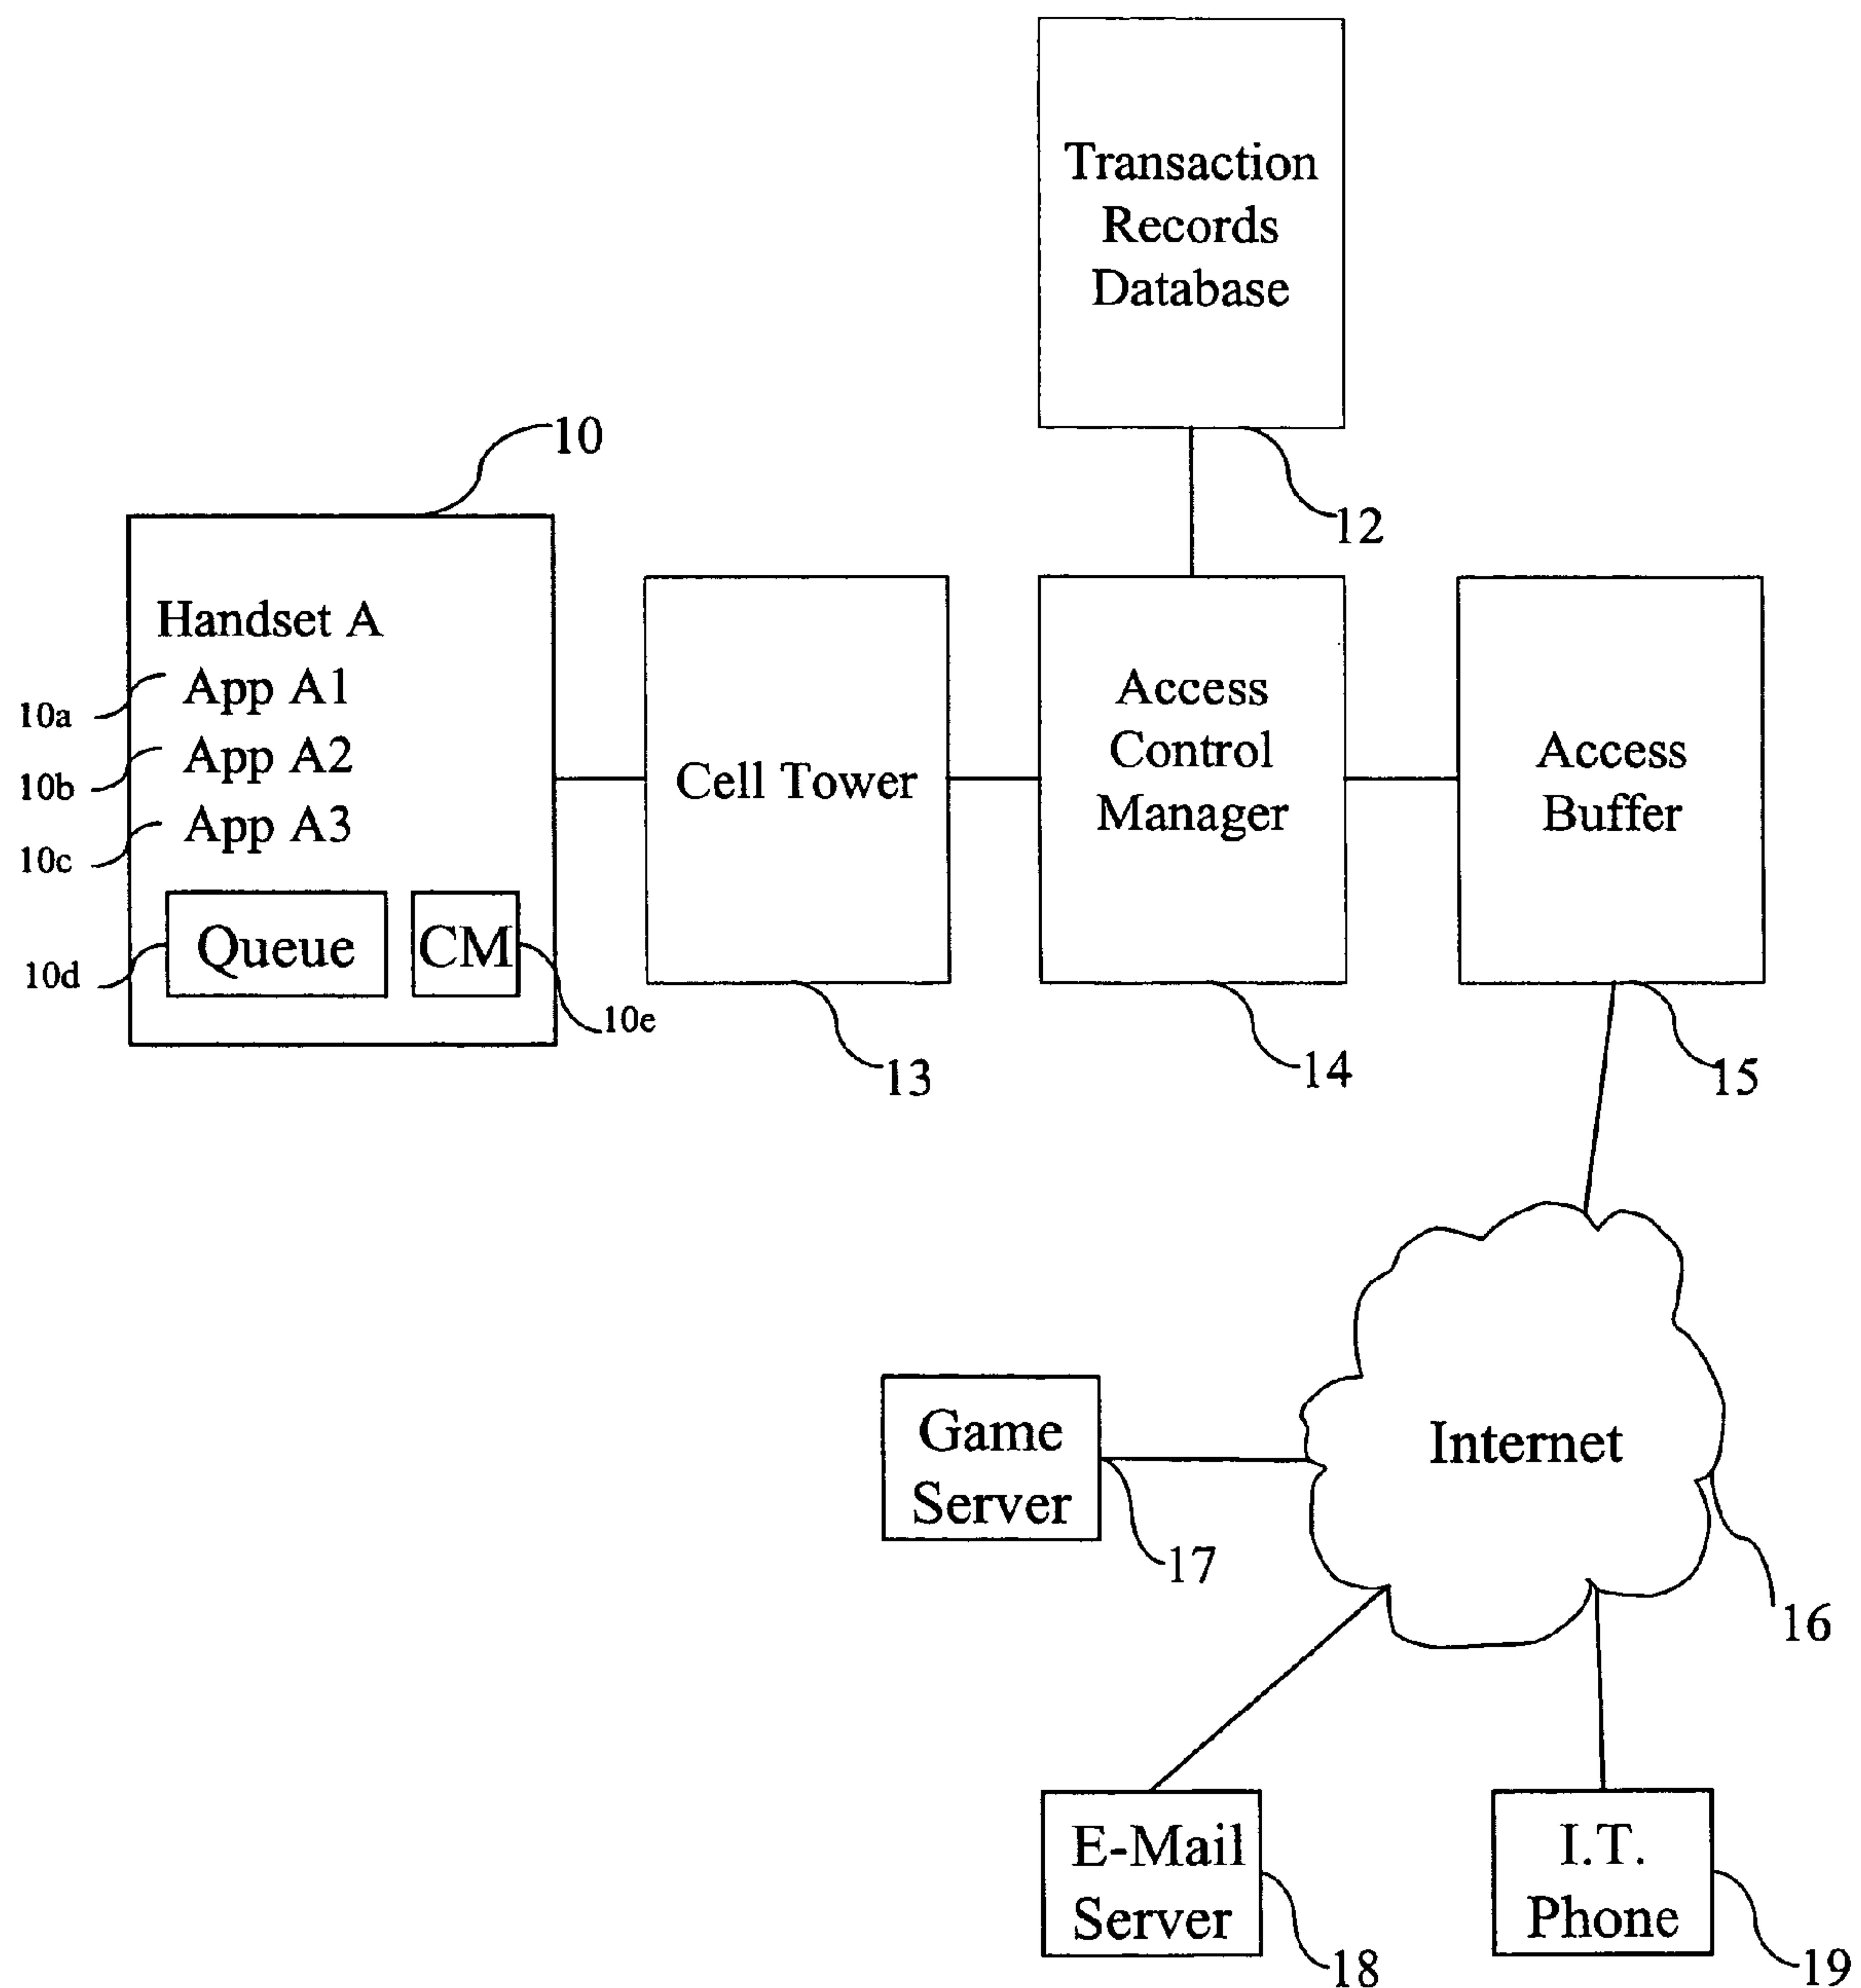 Transaction
Records
Database
12
10
Handset A
App A1
App A2
App A3
10a
10b
10c
10d
Queue
CM
10e
Cell Tower
13
Access
Control
Manager
14
Access
Buffer
15
Internet
16
Game
Server
17
E-Mail
Server
18
I.T.
Phone
19